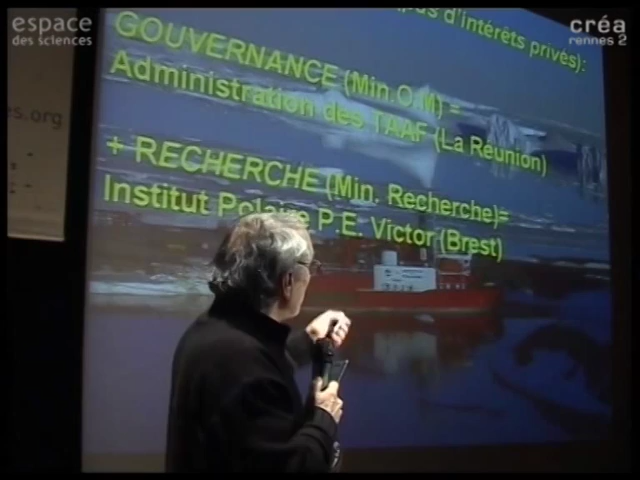 espace
des sciences
créa
rennes 2
d'intérêts privés):
GOUVERNANCE (Min.O.M) =
Administration des TAAF (La Réunion)
+ RECHERCHE (Min. Recherche)=
Institut Polaire P.E. Victor (Brest)
es.org